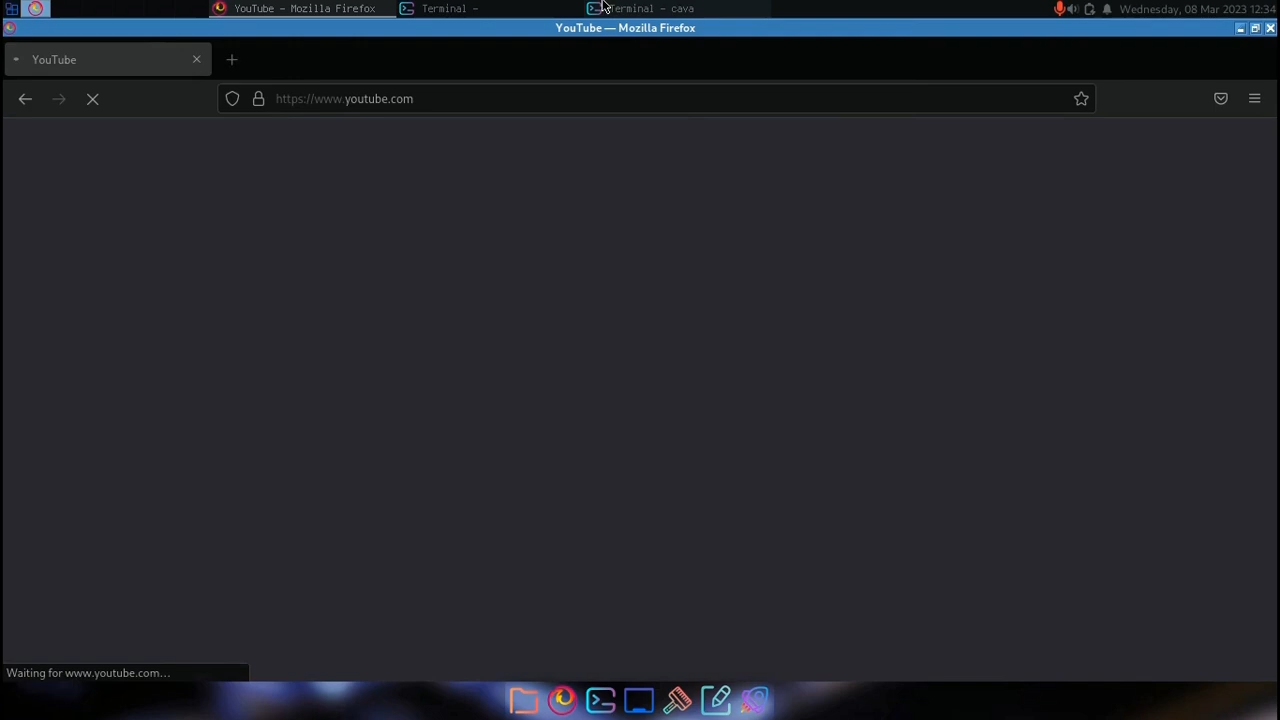 YouTube - Mozilla Firefox
Terminal -
Terminal - cava
Wednesday, 08 Mar 2023 12:34
YouTube — Mozilla Firefox
YouTube
https://www.youtube.com
Waiting for www.youtube.com...